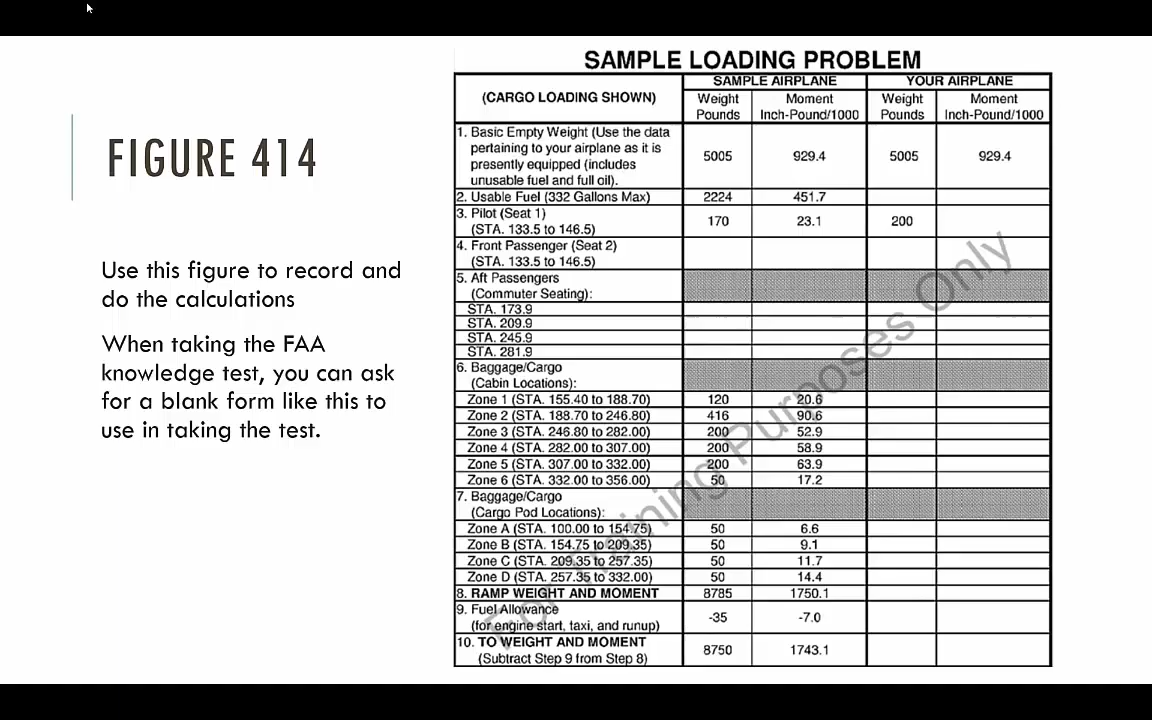 FIGURE 414
Use this figure to record and
do the calculations
When taking the FAA
knowledge test, you can ask
for a blank form like this to
use in taking the test.
SAMPLE LOADING PROBLEM
(CARGO LOADING SHOWN) SAMPLE AIRPLANE YOUR AIRPLANE
Weight Pounds Moment Inch-Pound/1000 Weight Pounds Moment Inch-Pound/1000
1. Basic Empty Weight (Use the data
pertaining to your airplane as it is
presently equipped (includes
unusable fuel and full oil). 5005 929.4 5005 929.4
2. Usable Fuel (332 Gallons Max) 2224 451.7
3. Pilot (Seat 1)
(STA. 133.5 to 146.5) 170 23.1 200
4. Front Passenger (Seat 2)
(STA. 133.5 to 146.5)
5. Aft Passengers
(Commuter Seating):
STA. 173.9
STA. 209.9
STA. 245.9
STA. 281.9
6. Baggage/Cargo
(Cabin Locations):
Zone 1 (STA. 155.40 to 188.70) 120 20.6
Zone 2 (STA. 188.70 to 246.80) 416 90.6
Zone 3 (STA. 246.80 to 282.00) 200 52.9
Zone 4 (STA. 282.00 to 307.00) 200 58.9
Zone 5 (STA. 307.00 to 332.00) 200 63.9
Zone 6 (STA. 332.00 to 356.00) 50 17.2
7. Baggage/Cargo
(Cargo Pod Locations):
Zone A (STA. 100.00 to 154.75) 50 6.6
Zone B (STA. 154.75 to 209.35) 50 9.1
Zone C (STA. 209.35 to 257.35) 50 11.7
Zone D (STA. 257.35 to 332.00) 50 14.4
8. RAMP WEIGHT AND MOMENT 8785 1750.1
9. Fuel Allowance
(for engine start, taxi, and runup) -35 -7.0
10. TO WEIGHT AND MOMENT
(Subtract Step 9 from Step 8) 8750 1743.1
For Training Purposes Only